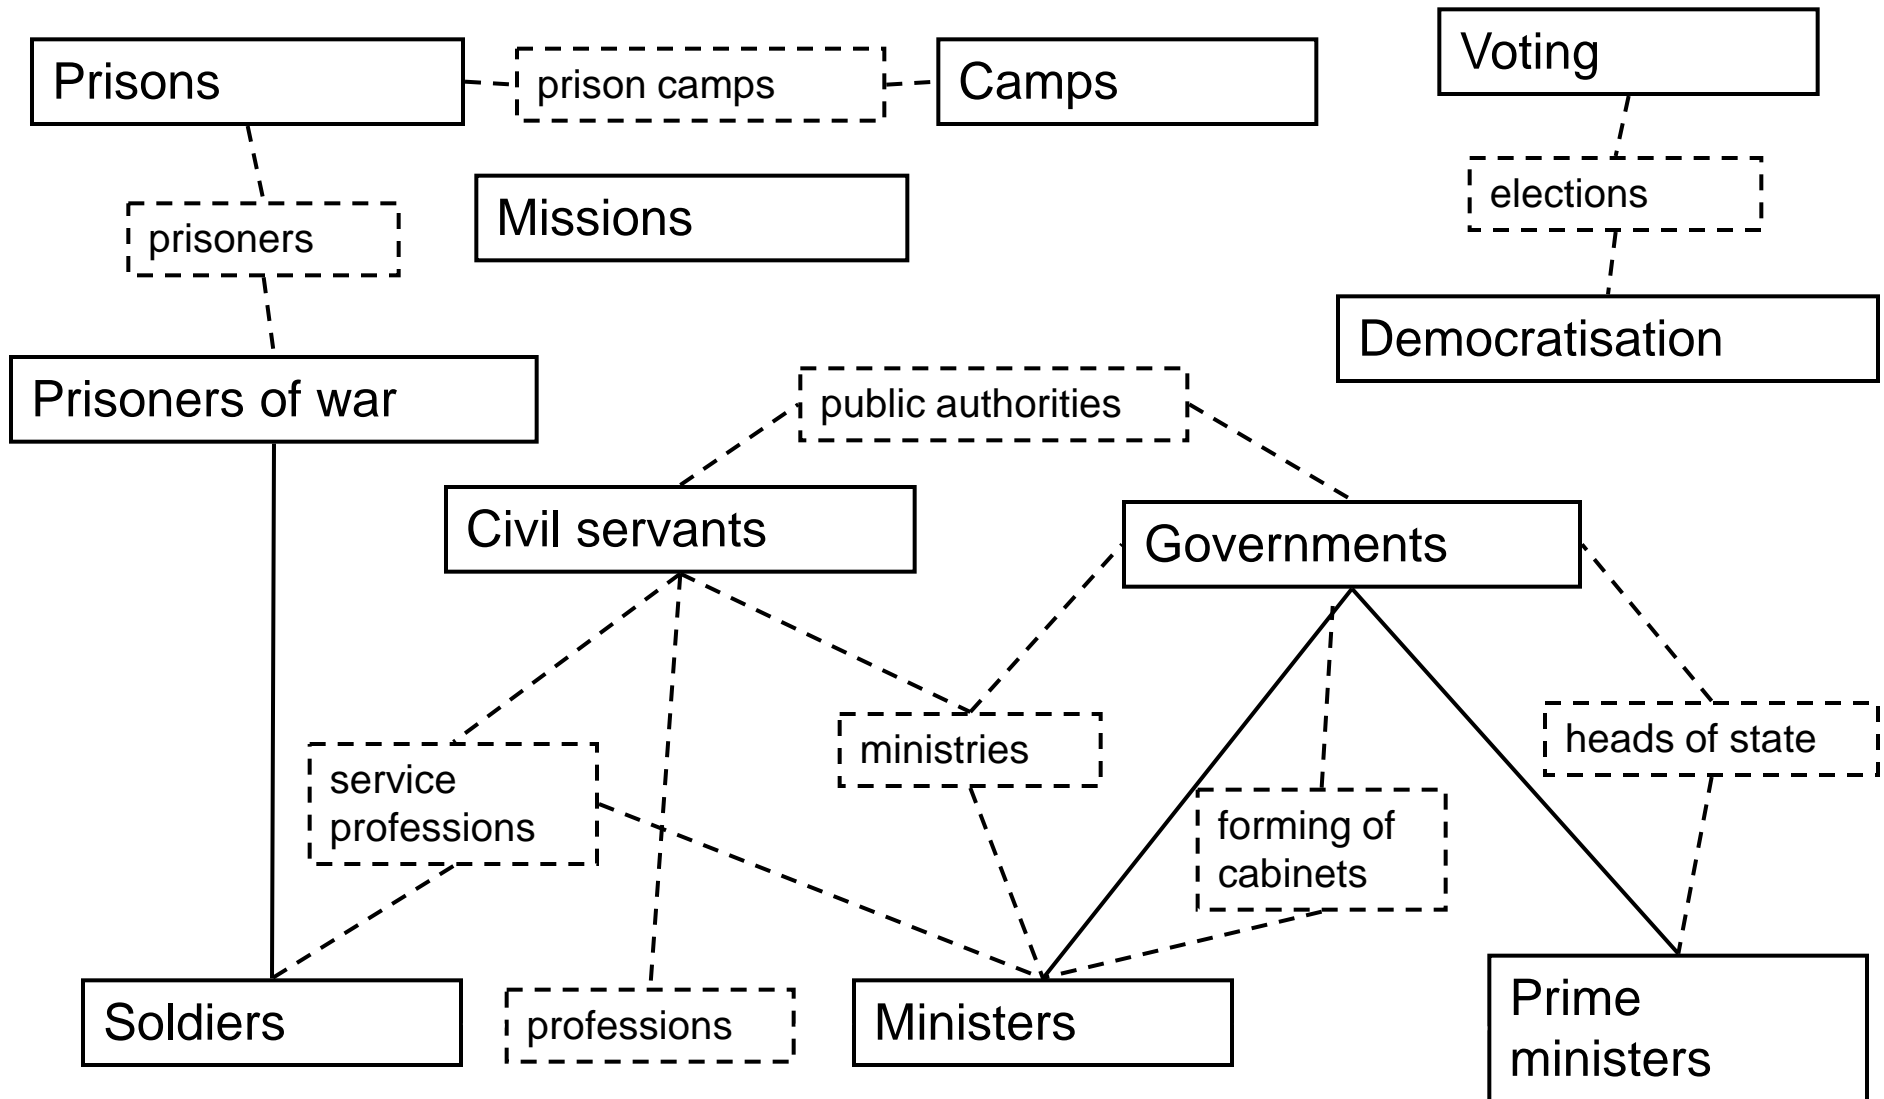 Prisons
prison camps
Camps
Voting
prisoners
Missions
elections
Democratisation
Prisoners of war
public authorities
Civil servants
Governments
service
professions
ministries
heads of state
forming of
cabinets
Soldiers
professions
Ministers
Prime
ministers